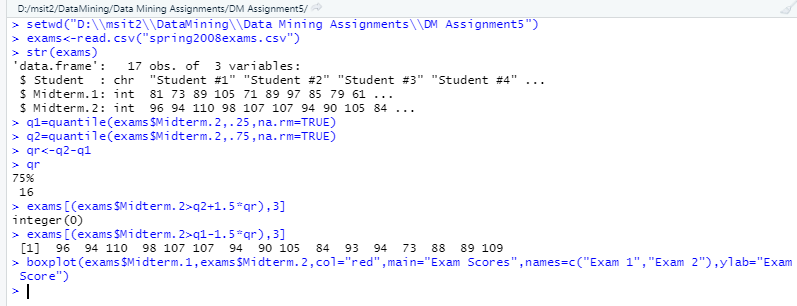 D:/msit2/DataMining/Data Mining Assignments/DM Assignment5/
> setwd("D:\\msit2\\DataMining\\Data Mining Assignments\\DM Assignment5")
> exams<-read.csv("spring2008exams.csv")
> str(exams)
'data.frame':   17 obs. of  3 variables:
 $ Student  : chr  "Student #1" "Student #2" "Student #3" "Student #4" ...
 $ Midterm.1: int  81 73 89 105 71 89 97 85 79 61 ...
 $ Midterm.2: int  96 94 110 98 107 107 94 90 105 84 ...
> q1=quantile(exams$Midterm.2,.25,na.rm=TRUE)
> q2=quantile(exams$Midterm.2,.75,na.rm=TRUE)
> qr<-q2-q1
> qr
75%
 16
> exams[(exams$Midterm.2>q2+1.5*qr),3]
integer(0)
> exams[(exams$Midterm.2>q1-1.5*qr),3]
 [1]  96  94 110  98 107 107  94  90 105  84  93  94  73  88  89 109
> boxplot(exams$Midterm.1,exams$Midterm.2,col="red",main="Exam Scores",names=c("Exam 1","Exam 2"),ylab="Exam
 Score")
>